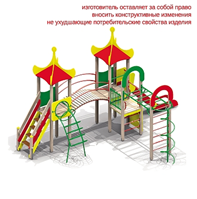 изготовитель оставляет за собой право
вносить конструктивные изменения
не ухудшающие потребительские свойства изделия